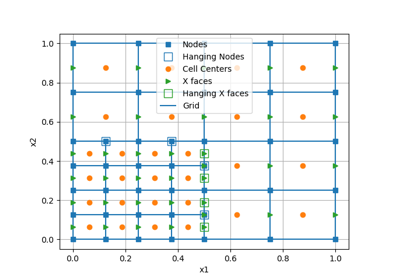 1.0
0.8
0.6
0.4
0.2
0.0
x2
Nodes
Hanging Nodes
Cell Centers
X faces
Hanging X faces
Grid
0.0 0.2 0.4 0.6 0.8 1.0
x1